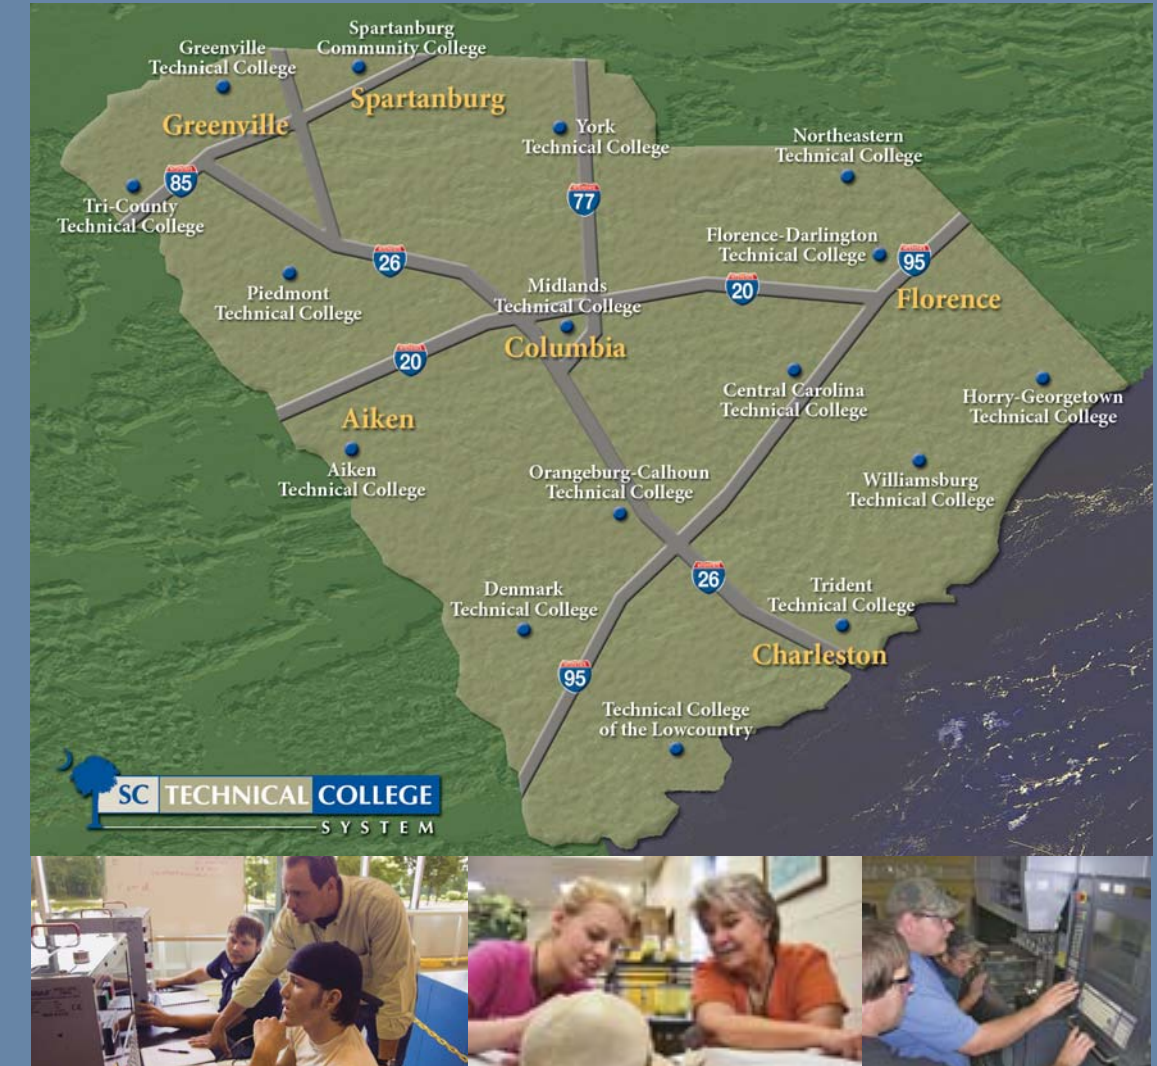 Spartanburg
Community College
Greenville
Technical College
Spartanburg
Greenville
York
Technical College
Northeastern
Technical College
85
77
Tri-County
Technical College
Florence-Darlington
Technical College
95
26
20
Florence
Piedmont
Technical College
Midlands
Technical College
Columbia
20
Central Carolina
Technical College
Horry-Georgetown
Technical College
Aiken
Aiken
Technical College
Orangeburg-Calhoun
Technical College
Williamsburg
Technical College
26
Denmark
Technical College
Trident
Technical College
Charleston
95
Technical College
of the Lowcountry
SC TECHNICAL COLLEGE
SYSTEM